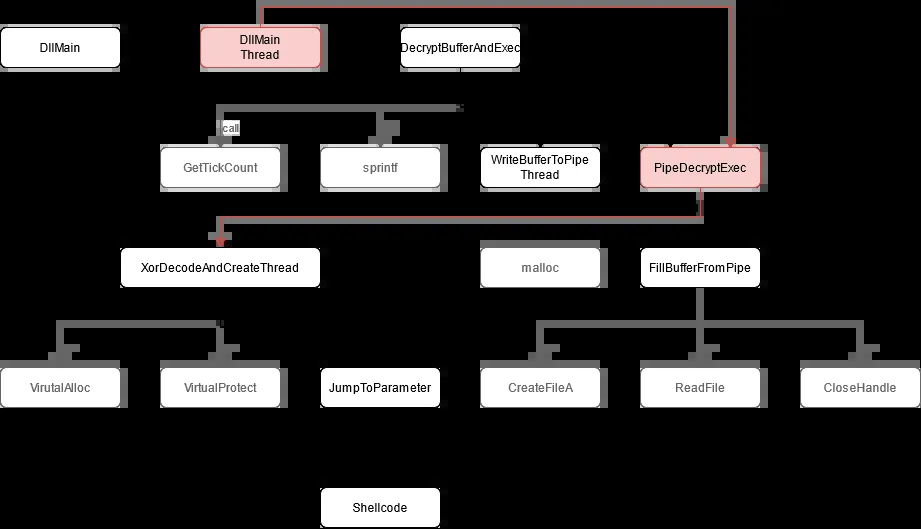 DllMain
DllMain
Thread
DecryptBufferAndExec
call
GetTickCount
sprintf
WriteBufferToPipe
Thread
PipeDecryptExec
XorDecodeAndCreateThread
malloc
FillBufferFromPipe
VirutalAlloc
VirtualProtect
JumpToParameter
CreateFileA
ReadFile
CloseHandle
Shellcode